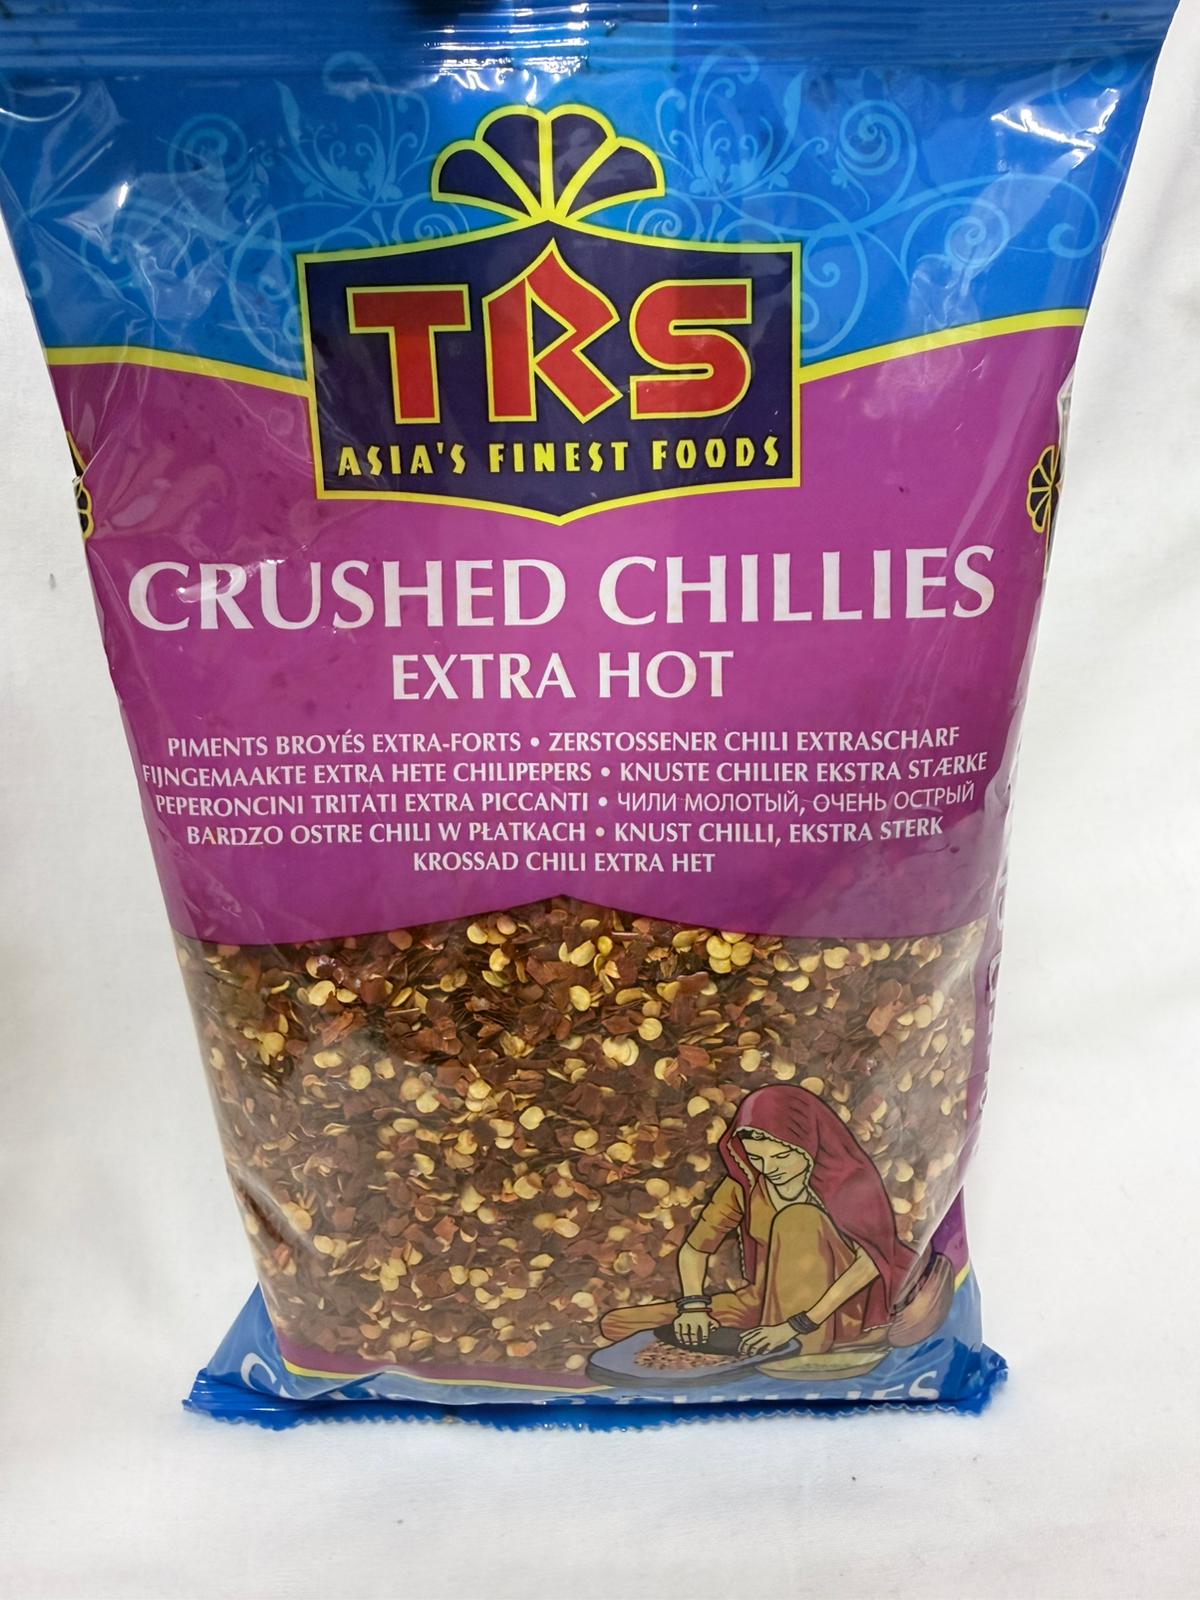 TRS
ASIA'S FINEST FOODS
CRUSHED CHILLIES
EXTRA HOT
PIMENTS BROYÉS EXTRA-FORTS • ZERSTOSSENER CHILI EXTRASCHARF
FIJNGEMAAKTE EXTRA HETE CHILIPEPERS • KNUSTE CHILIER EKSTRA STÆRKE
PEPERONCINI TRITATI EXTRA PICCANTI • ЧИЛИ МОЛОТЫЙ, ОЧЕНЬ ОСТРЫЙ
BARDZO OSTRE CHILI W PŁATKACH • KNUST CHILLI, EKSTRA STERK
KROSSAD CHILI EXTRA HET